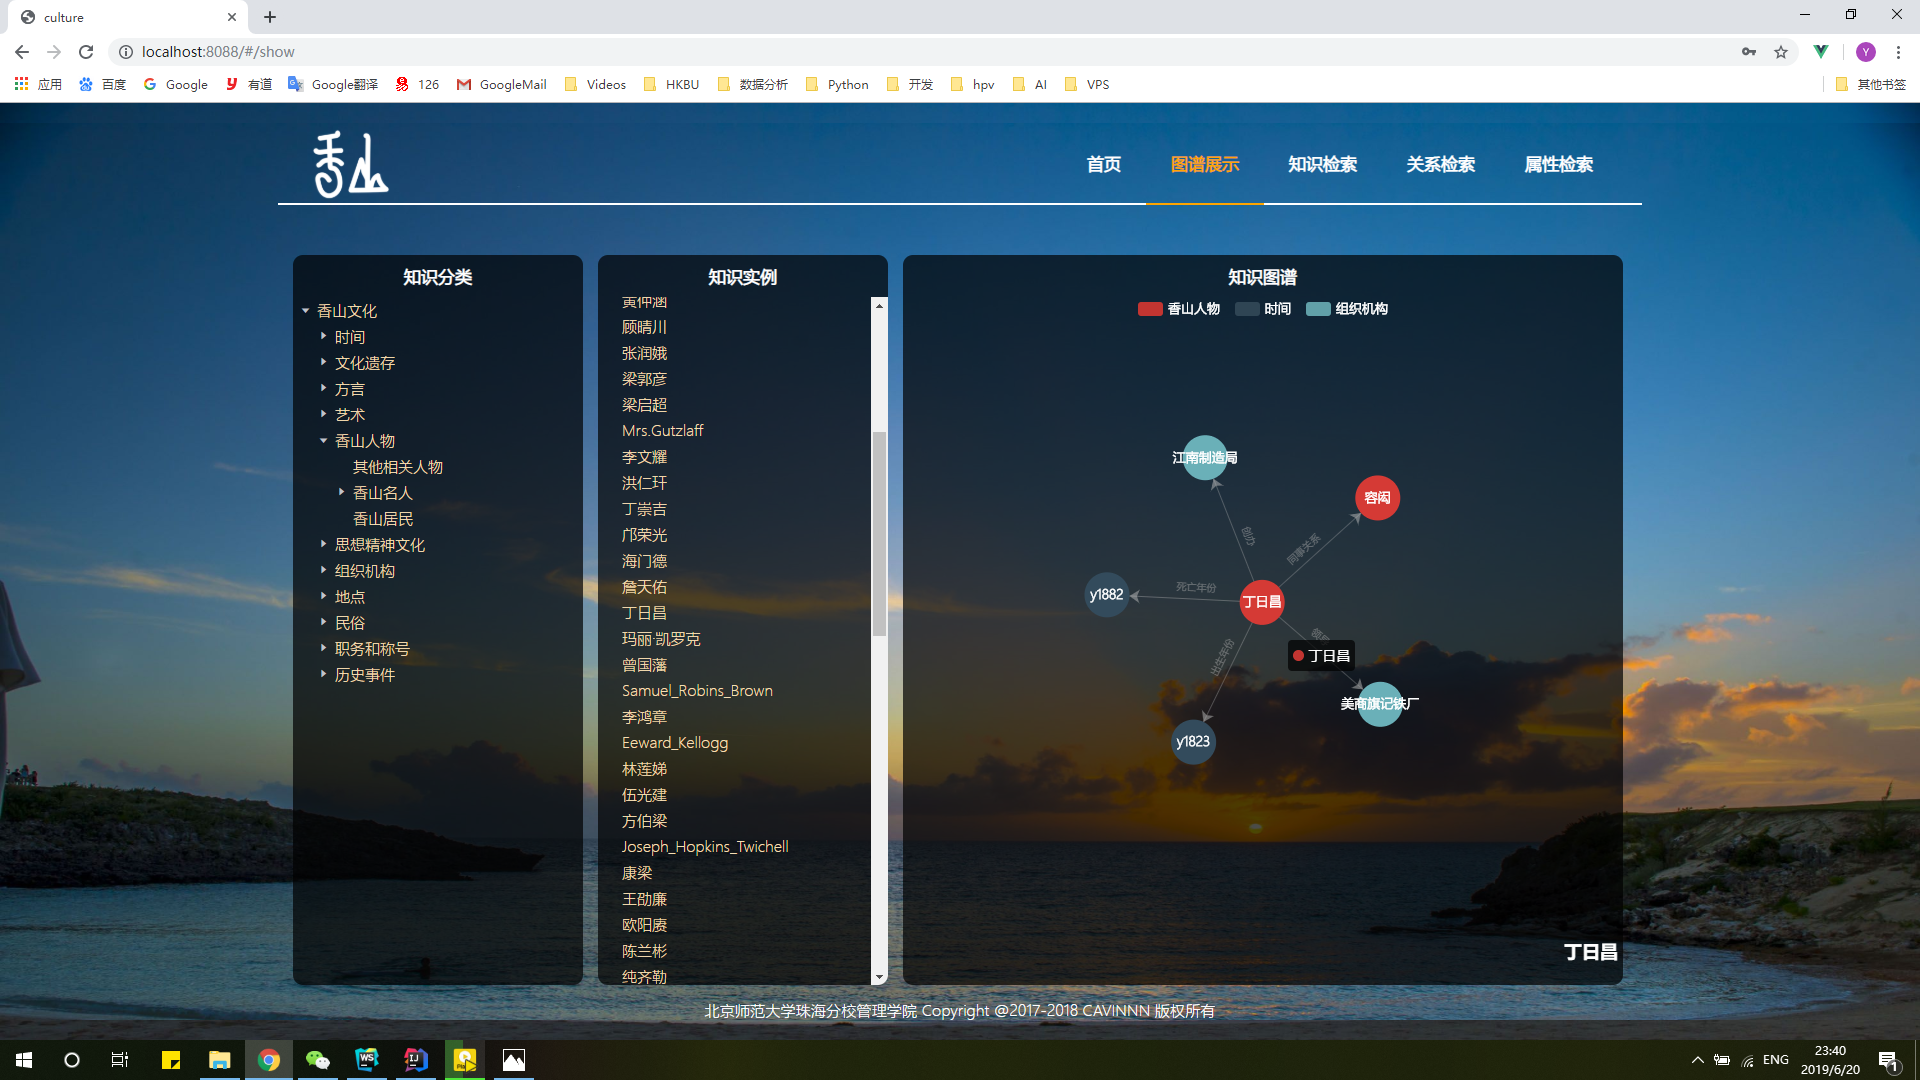 culture
localhost:8088/#/show
应用
百度
Google
有道
Google翻译
126
GoogleMail
Videos
HKBU
数据分析
Python
开发
hpv
AI
VPS
其他书签
Y
香山
首页
图谱展示
知识检索
关系检索
属性检索
知识分类
香山文化
时间
文化遗存
方言
艺术
香山人物
其他相关人物
香山名人
香山居民
思想精神文化
组织机构
地点
民俗
职务和称号
历史事件
知识实例
黄仲涵
顾晴川
张润娥
梁郭彦
梁启超
Mrs.Gutzlaff
李文耀
洪仁玕
丁崇吉
邝荣光
海门德
詹天佑
丁日昌
玛丽·凯罗克
曾国藩
Samuel_Robins_Brown
李鸿章
Eeward_Kellogg
林莲娣
伍光建
方伯梁
Joseph_Hopkins_Twichell
康梁
王劭廉
欧阳赓
陈兰彬
纯齐勒
知识图谱
香山人物
时间
组织机构
江南制造局
容闳
创办
同事关系
死亡年份
y1882
丁日昌
出生年份
丁日昌
美商旗记铁厂
y1823
丁日昌
北京师范大学珠海分校管理学院 Copyright @2017-2018 CAVINNN 版权所有
ENG
23:40
2019/6/20
1